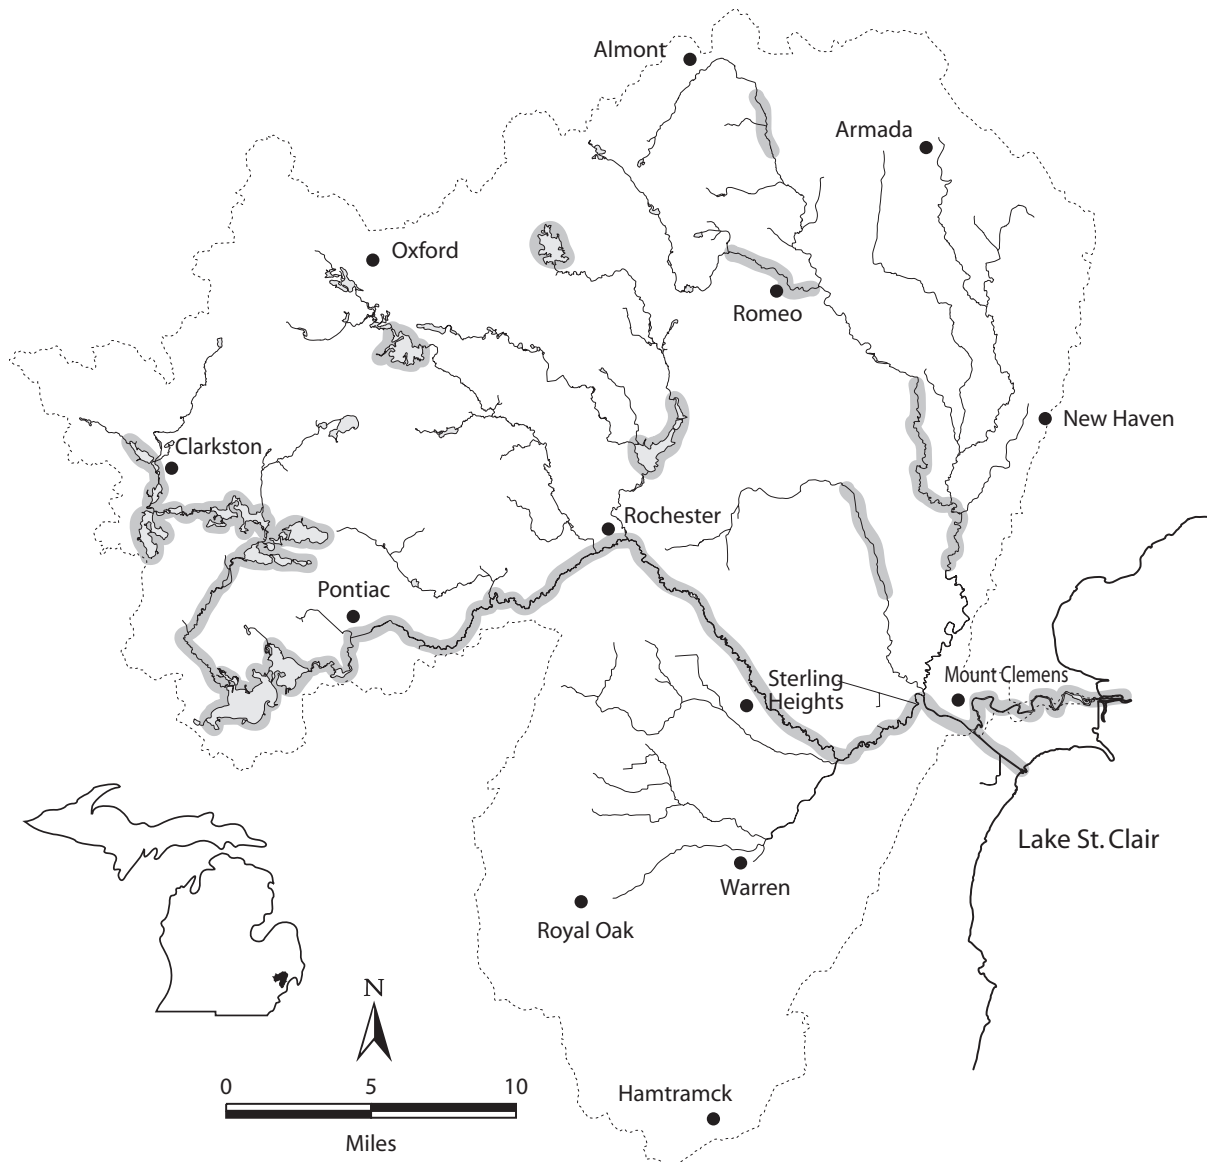 Almont
Armada
Oxford
Romeo
New Haven
Clarkston
Rochester
Pontiac
Sterling
Heights
Mount Clemens
Lake St. Clair
Warren
Royal Oak
N
0 5 10
Miles
Hamtramck